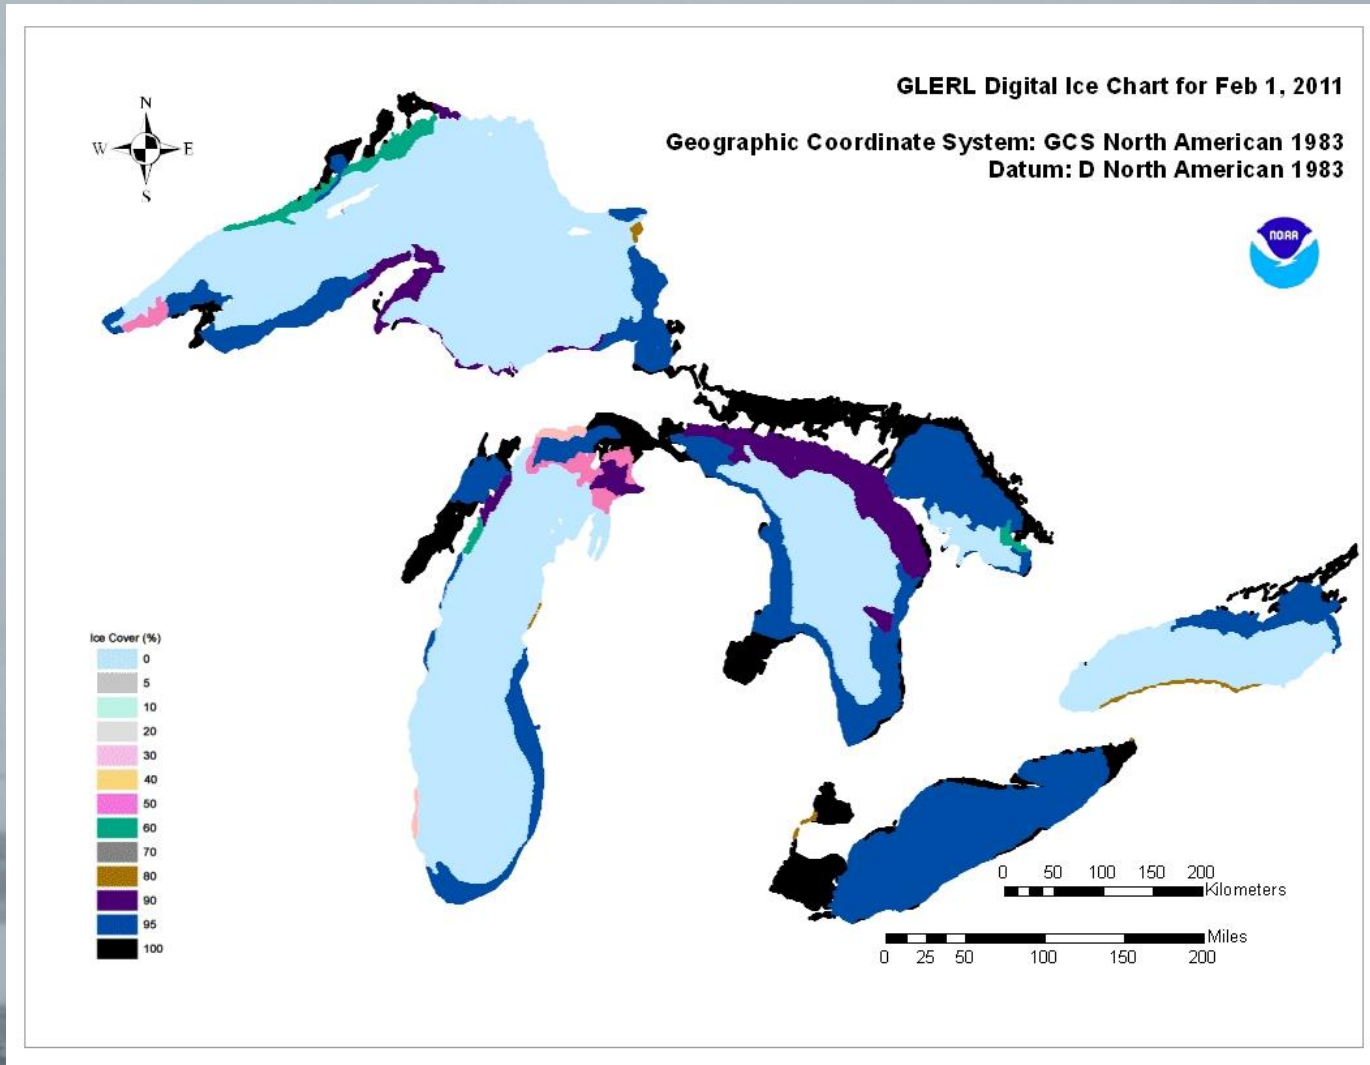 GLERL Digital Ice Chart for Feb 1, 2011
Geographic Coordinate System: GCS North American 1983
Datum: D North American 1983
N
W E
S
NOAA
Ice Cover (%)
0
5
10
20
30
40
50
60
70
80
90
95
100
0 50 100 150 200
Kilometers
Miles
0 25 50 100 150 200